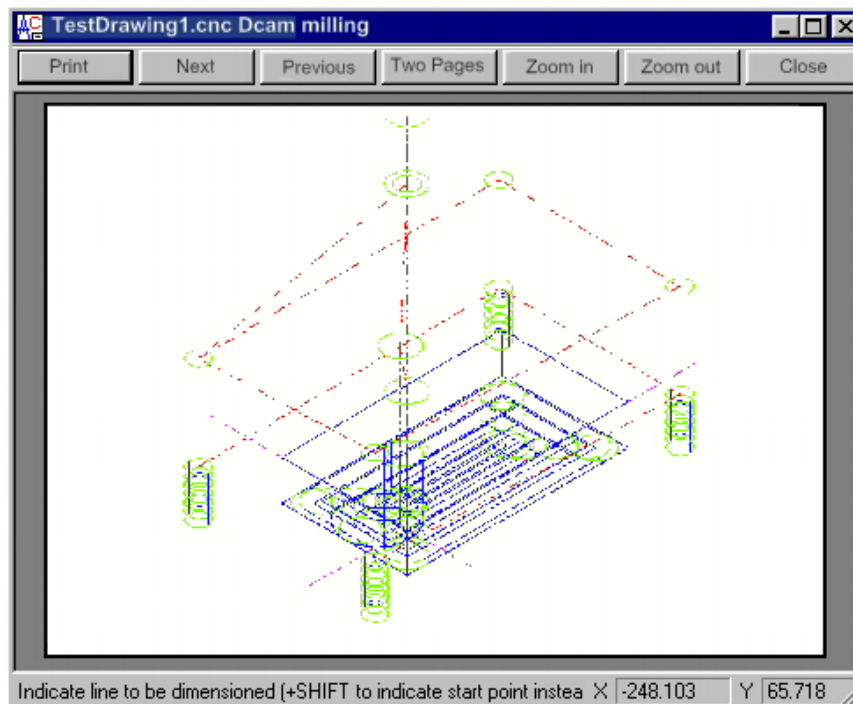 TestDrawing1.cnc Dcam milling
Print Next Previous Two Pages Zoom in Zoom out Close
Indicate line to be dimensioned (+SHIFT to indicate start point instea X -248.103 Y 65.718